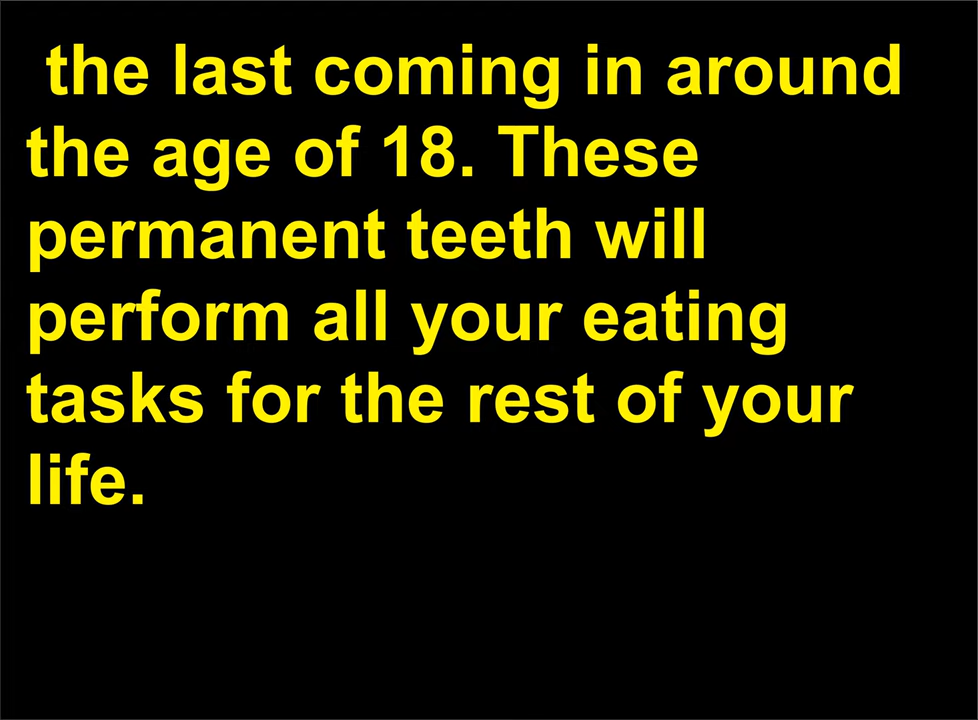 the last coming in around
the age of 18. These
permanent teeth will
perform all your eating
tasks for the rest of your
life.